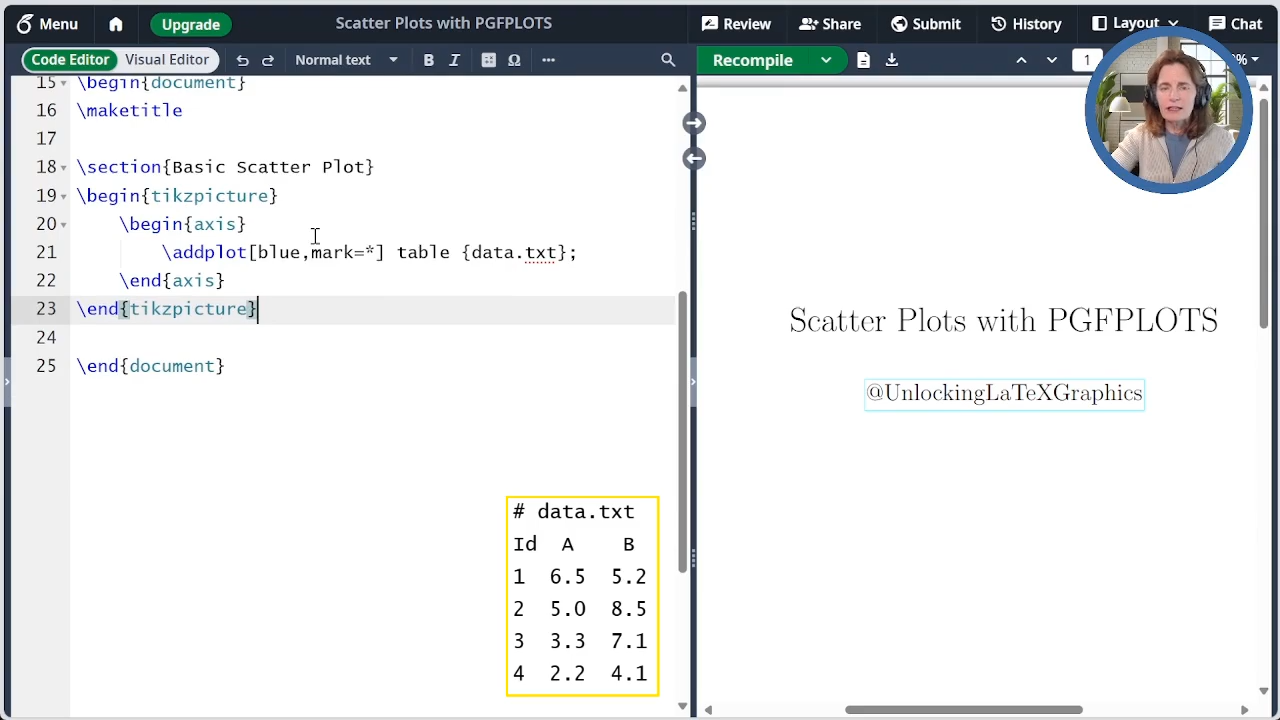 Menu
Upgrade
Scatter Plots with PGFPLOTS
Review
Share
Submit
History
Layout
Chat
Code Editor
Visual Editor
Normal text
B
I
Ω
Recompile
1
%
15 \begin{document}
16 \maketitle
17
18 \section{Basic Scatter Plot}
19 \begin{tikzpicture}
20 \begin{axis}
21 \addplot[blue,mark=*] table {data.txt};
22 \end{axis}
23 \end{tikzpicture}
24
25 \end{document}
# data.txt
Id A B
1 6.5 5.2
2 5.0 8.5
3 3.3 7.1
4 2.2 4.1
Scatter Plots with PGFPLOTS
@UnlockingLaTeXGraphics